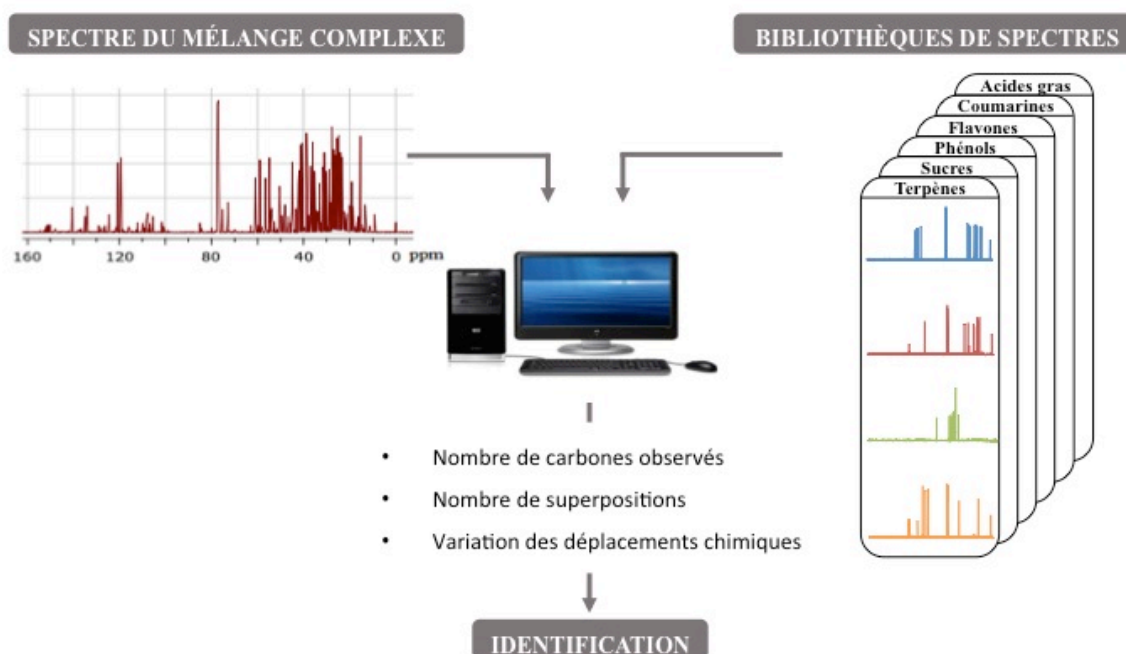 SPECTRE DU MÉLANGE COMPLEXE
BIBLIOTHÈQUES DE SPECTRES
160 120 80 40 0 ppm
Acides gras
Coumarines
Flavones
Phénols
Sucres
Terpènes
• Nombre de carbones observés
• Nombre de superpositions
• Variation des déplacements chimiques
IDENTIFICATION